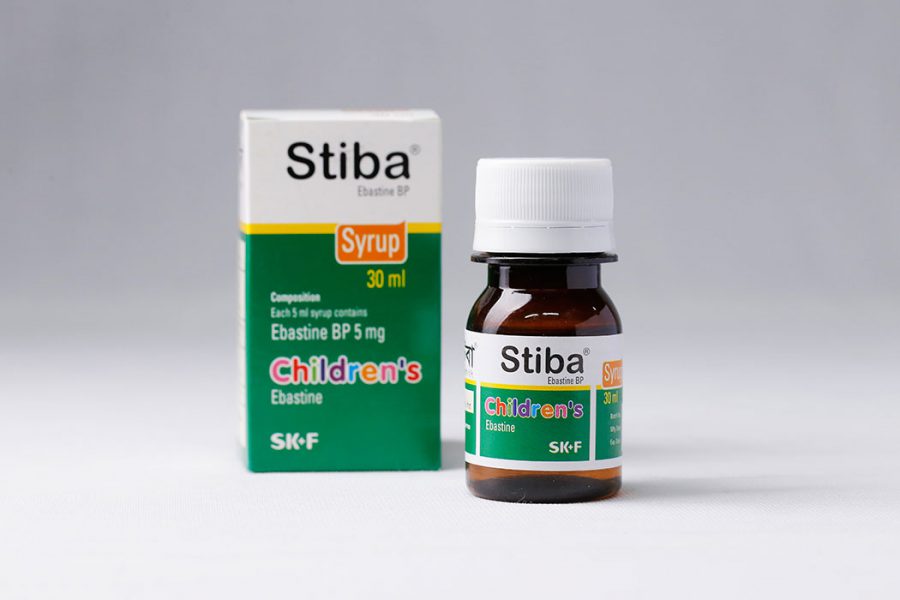 Stiba®
Ebastine BP
Syrup
30 ml
Composition
Each 5 ml syrup contains
Ebastine BP 5 mg
Children's
Ebastine
SK+F
Stiba®
Ebastine BP
Syrup
30 ml
Children's
Ebastine
SK+F